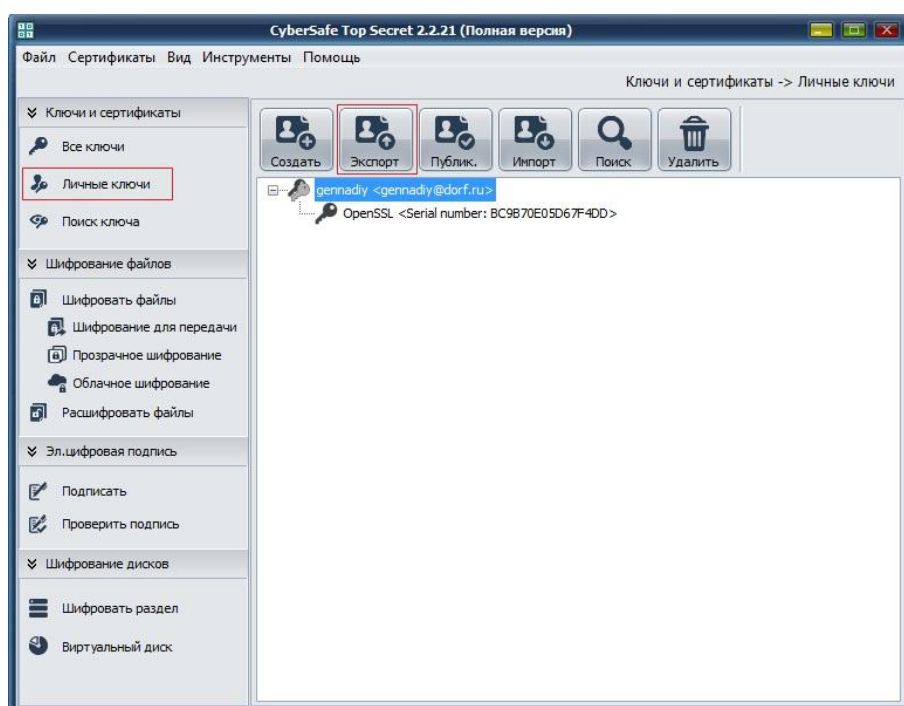 CyberSafe Top Secret 2.2.21 (Полная версия)
Файл Сертификаты Вид Инструменты Помощь
Ключи и сертификаты -> Личные ключи
Ключи и сертификаты
Все ключи
Личные ключи
Поиск ключа
Шифрование файлов
Шифровать файлы
Шифрование для передачи
Прозрачное шифрование
Облачное шифрование
Расшифровать файлы
Эл.цифровая подпись
Подписать
Проверить подпись
Шифрование дисков
Шифровать раздел
Виртуальный диск
Создать Экспорт Публик. Импорт Поиск Удалить
gennadiy <gennadiy@dorf.ru>
OpenSSL <Serial number: BC9B70E05D67F4DD>